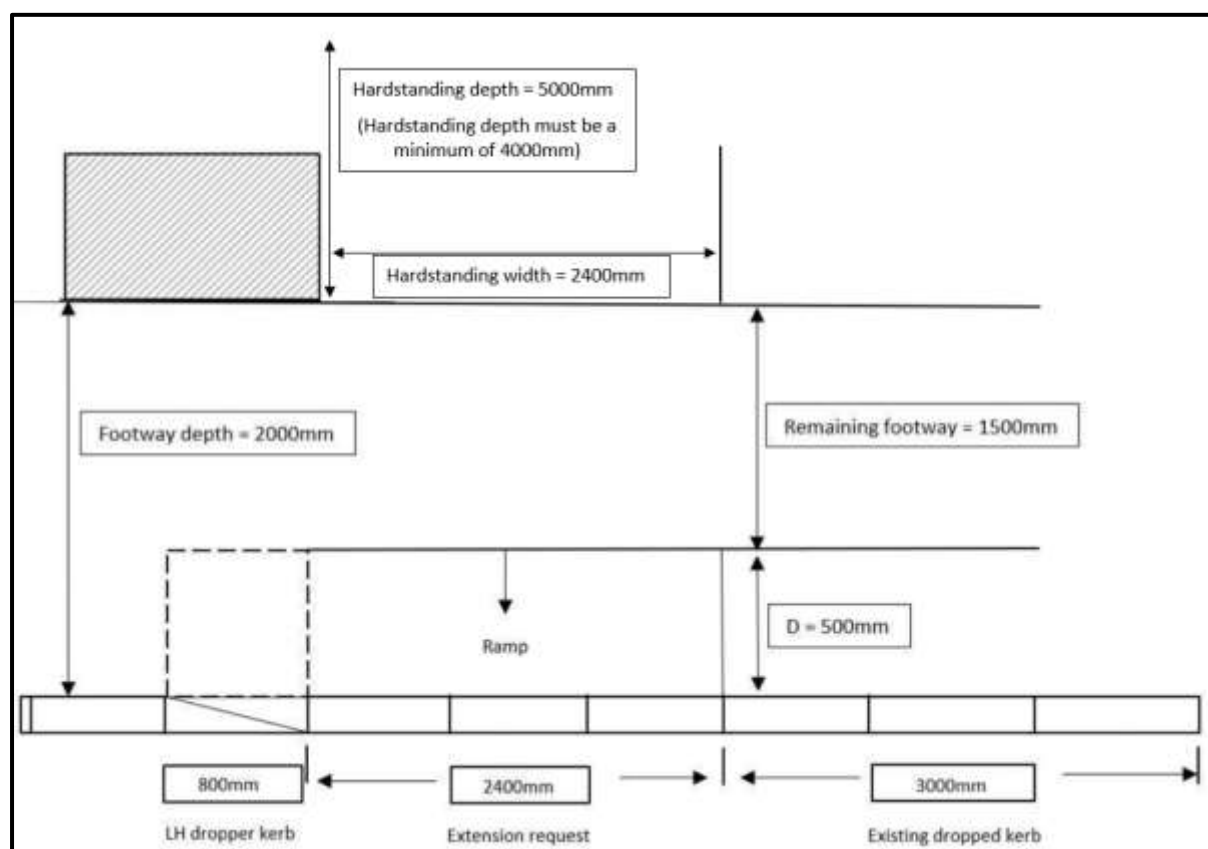 Hardstanding depth = 5000mm
(Hardstanding depth must be a
minimum of 4000mm)
Hardstanding width = 2400mm
Footway depth = 2000mm
Remaining footway = 1500mm
D = 500mm
Ramp
800mm
2400mm
3000mm
LH dropper kerb
Extension request
Existing dropped kerb